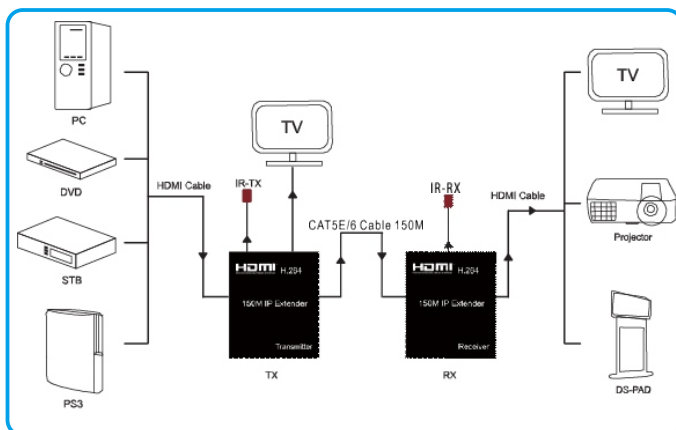 PC
DVD
STB
PS3
HDMI Cable
IR-TX
TV
CAT5E/6 Cable 150M
HDMI
H.264
150M IP Extender
Transmitter
TX
IR-RX
HDMI
H.264
150M IP Extender
Receiver
RX
HDMI Cable
TV
Projector
DS-PAD